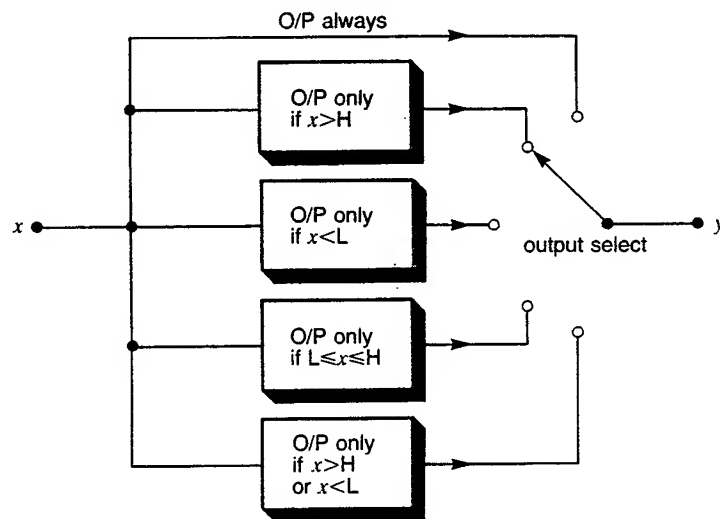 O/P always
O/P only
if x>H
O/P only
if x<L
x
y
output select
O/P only
if L⩽x⩽H
O/P only
if x>H
or x<L